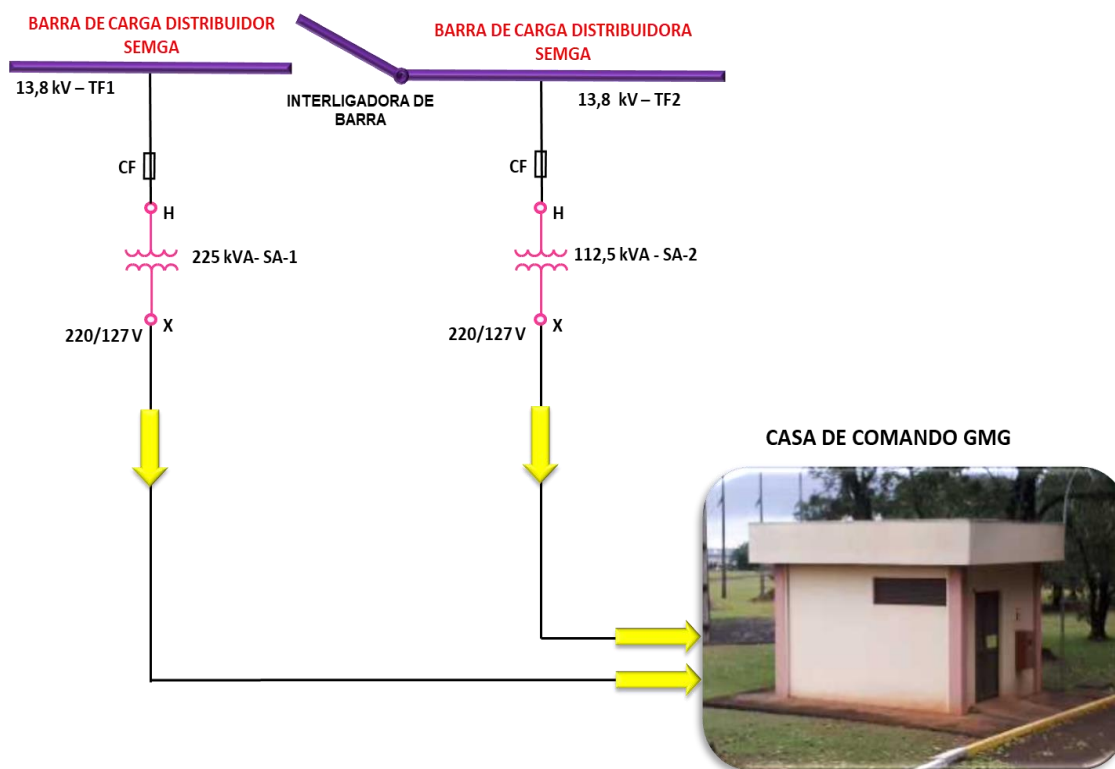 BARRA DE CARGA DISTRIBUIDOR
SEMGA
13,8 kV – TF1
BARRA DE CARGA DISTRIBUIDORA
SEMGA
INTERLIGADORA DE
BARRA
13,8 kV – TF2
CF
H
225 kVA- SA-1
X
220/127 V
CF
H
112,5 kVA - SA-2
X
220/127 V
CASA DE COMANDO GMG